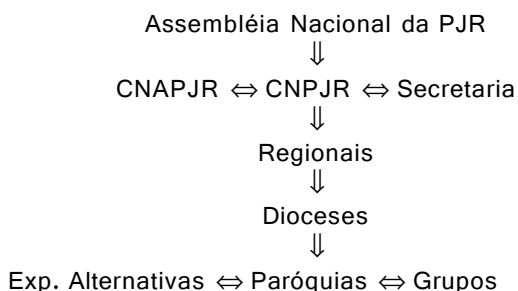 Assembléia Nacional da PJR
⇓
CNAPJR ⇔ CNPJR ⇔ Secretaria
⇓
Regionais
⇓
Dioceses
⇓
Exp. Alternativas ⇔ Paróquias ⇔ Grupos